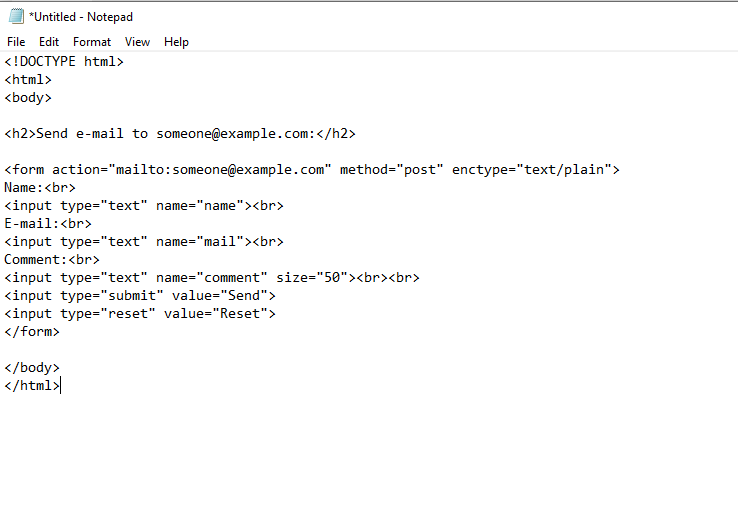 *Untitled - Notepad
File Edit Format View Help
<!DOCTYPE html>
<html>
<body>
<h2>Send e-mail to someone@example.com:</h2>
<form action="mailto:someone@example.com" method="post" enctype="text/plain">
Name:<br>
<input type="text" name="name"><br>
E-mail:<br>
<input type="text" name="mail"><br>
Comment:<br>
<input type="text" name="comment" size="50"><br><br>
<input type="submit" value="Send">
<input type="reset" value="Reset">
</form>
</body>
</html>